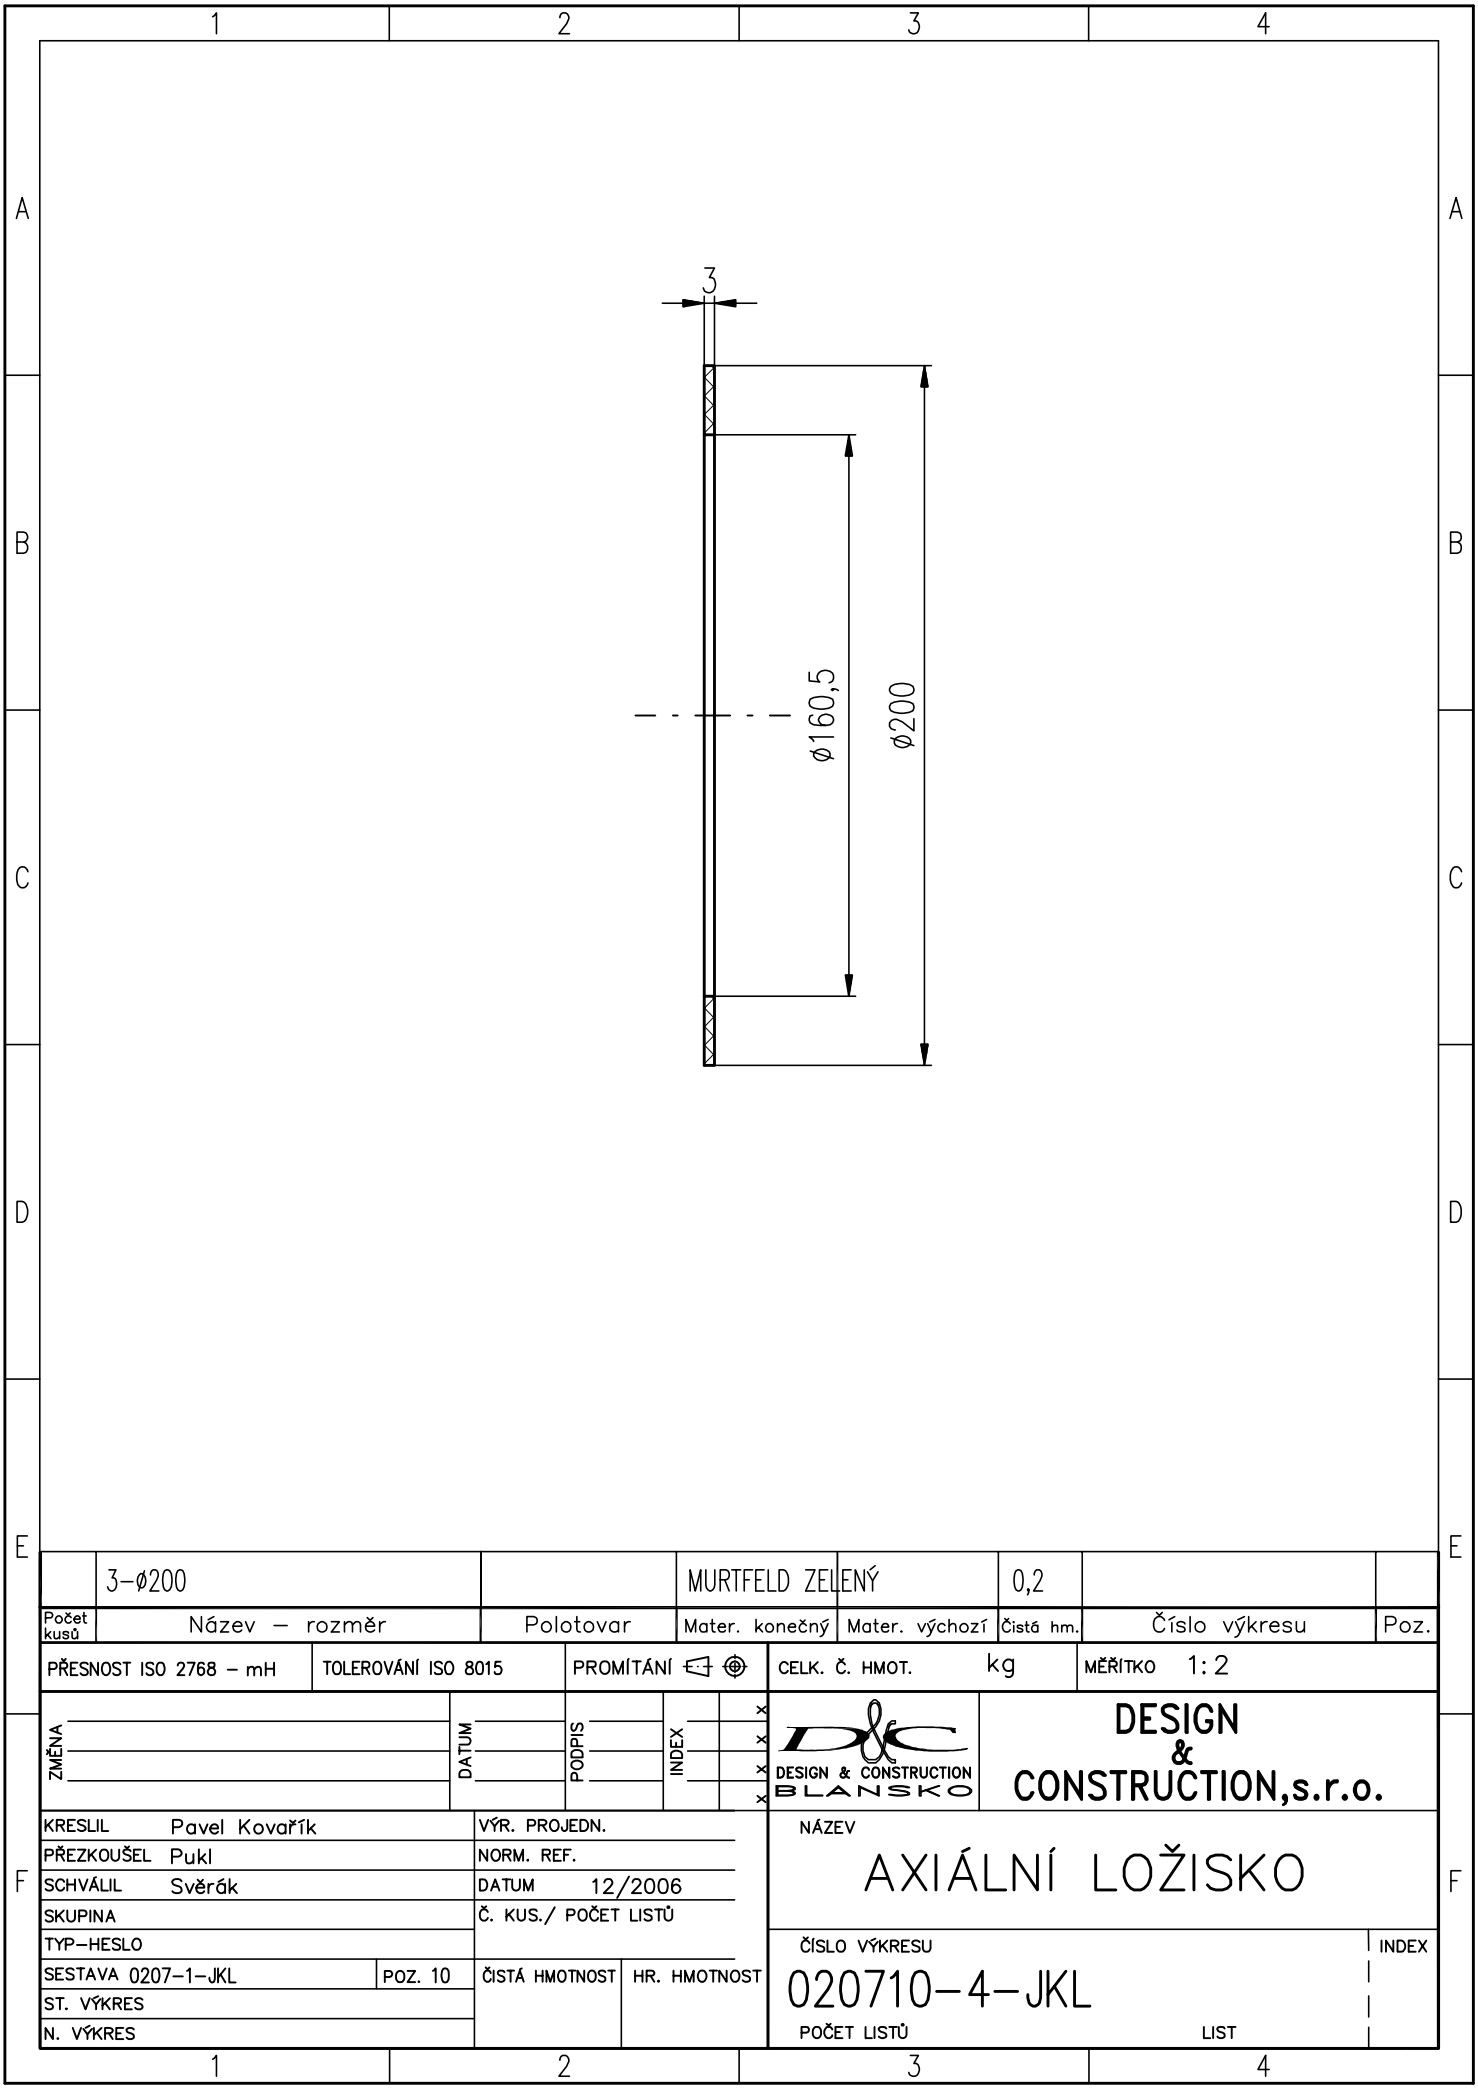 1 2 3 4
A A
B B
C C
D D
E E
F F
3
ø160,5
ø200
3-ø200 MURTFELD ZELENÝ 0,2
Počet kusů Název – rozměr Polotovar Mater. konečný Mater. výchozí Čistá hm. Číslo výkresu Poz.
PŘESNOST ISO 2768 – mH TOLEROVÁNÍ ISO 8015 PROMÍTÁNÍ CELK. Č. HMOT. kg MĚŘÍTKO 1:2
ZMĚNA DATUM PODPIS INDEX x x x x
D&C
DESIGN & CONSTRUCTION
BLANSKO
DESIGN
&
CONSTRUCTION,s.r.o.
KRESLIL Pavel Kovařík VÝR. PROJEDN.
PŘEZKOUŠEL Pukl NORM. REF.
SCHVÁLIL Svěrák DATUM 12/2006
SKUPINA Č. KUS./ POČET LISTŮ
TYP-HESLO
SESTAVA 0207-1-JKL POZ. 10 ČISTÁ HMOTNOST HR. HMOTNOST
ST. VÝKRES
N. VÝKRES
NÁZEV
AXIÁLNÍ LOŽISKO
ČÍSLO VÝKRESU INDEX
020710-4-JKL
POČET LISTŮ LIST
1 2 3 4